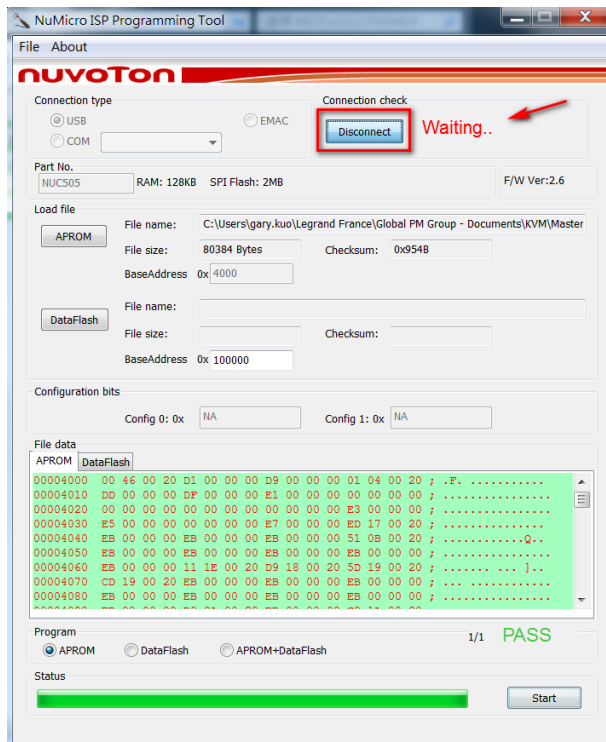 NuMicro ISP Programming Tool
File About
nuvoTon
Connection type
USB
EMAC
COM
Connection check
Disconnect
Waiting..
Part No.
NUC505
RAM: 128KB
SPI Flash: 2MB
F/W Ver:2.6
Load file
APROM
File name:
C:\Users\gary.kuo\Legrand France\Global PM Group - Documents\KVM\Master
File size:
80384 Bytes
Checksum:
0x954B
BaseAddress 0x 4000
DataFlash
File name:
File size:
Checksum:
BaseAddress 0x 100000
Configuration bits
Config 0: 0x NA
Config 1: 0x NA
File data
APROM DataFlash
00004000 00 46 00 20 D1 00 00 00 D9 00 00 00 01 04 00 20 ; .F. ............
00004010 DD 00 00 00 DF 00 00 00 E1 00 00 00 00 00 00 00 ; ................
00004020 00 00 00 00 00 00 00 00 00 00 00 00 E3 00 00 00 ; ................
00004030 E5 00 00 00 00 00 00 00 E7 00 00 00 ED 17 00 20 ; ...............
00004040 EB 00 00 00 EB 00 00 00 EB 00 00 00 51 0B 00 20 ; ............Q..
00004050 EB 00 00 00 EB 00 00 00 EB 00 00 00 EB 00 00 00 ; ................
00004060 EB 00 00 00 11 1E 00 20 D9 18 00 20 5D 19 00 20 ; ....... ... ]..
00004070 CD 19 00 20 EB 00 00 00 EB 00 00 00 EB 00 00 00 ; ... ............
00004080 EB 00 00 00 EB 00 00 00 EB 00 00 00 EB 00 00 00 ; ................
Program
APROM
DataFlash
APROM+DataFlash
1/1
PASS
Status
Start